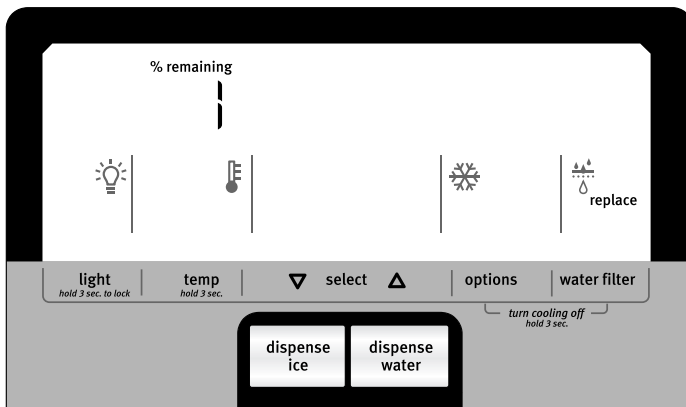 % remaining
1
replace
light temp select options water filter
hold 3 sec. to lock hold 3 sec.
turn cooling off
hold 3 sec.
dispense dispense
ice water